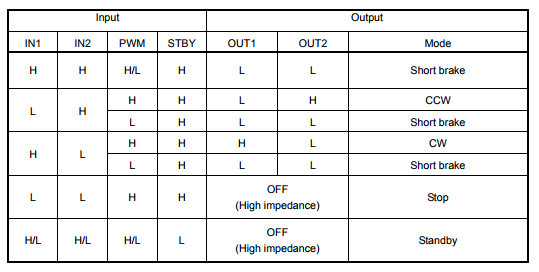 Input Output
IN1 IN2 PWM STBY OUT1 OUT2 Mode
H H H/L H L L Short brake
L H H H L H CCW
L H L L Short brake
H L H H H L CW
L H L L Short brake
L L H H OFF
(High impedance) Stop
H/L H/L H/L L OFF
(High impedance) Standby